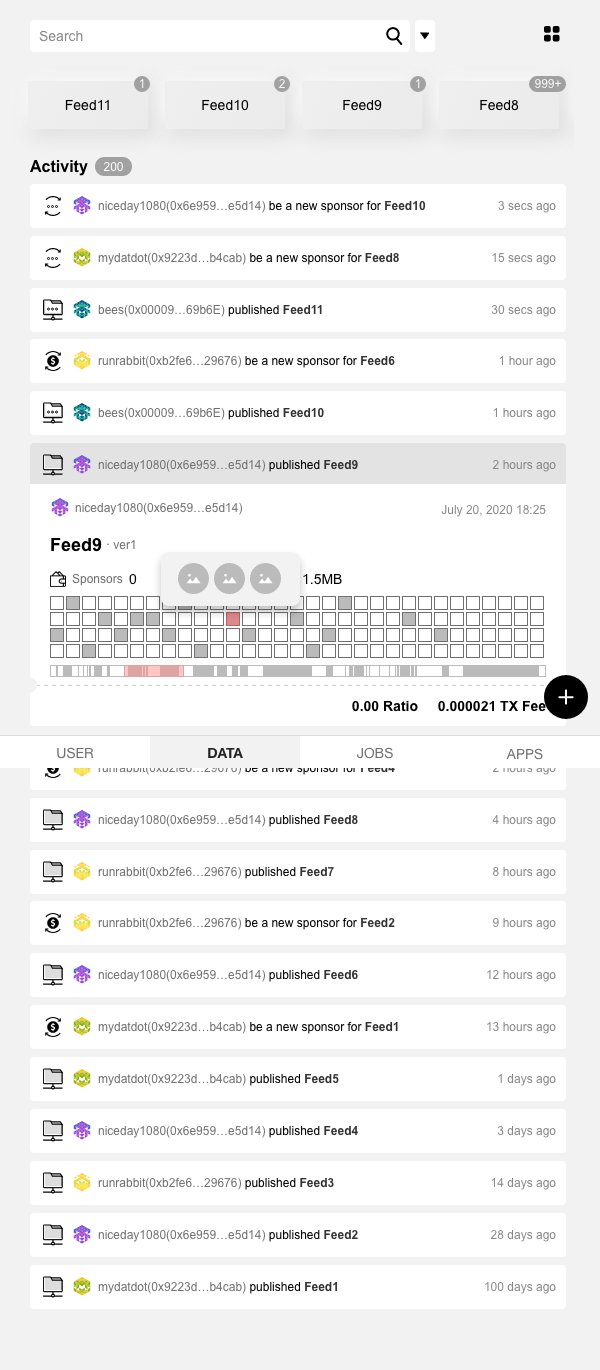 Search
1 2 1 999+
Feed11 Feed10 Feed9 Feed8
Activity 200
niceday1080(0x6e959…e5d14) be a new sponsor for Feed10 3 secs ago
mydatdot(0x9223d…b4cab) be a new sponsor for Feed8 15 secs ago
bees(0x00009…69b6E) published Feed11 30 secs ago
runrabbit(0xb2fe6…29676) be a new sponsor for Feed6 1 hour ago
bees(0x00009…69b6E) published Feed10 1 hours ago
niceday1080(0x6e959…e5d14) published Feed9 2 hours ago
niceday1080(0x6e959…e5d14) July 20, 2020 18:25
Feed9 · ver1
Sponsors 0 1.5MB
0.00 Ratio 0.000021 TX Fee
USER DATA JOBS APPS
runrabbit(0xb2fe6…29676) be a new sponsor for Feed4 2 hours ago
niceday1080(0x6e959…e5d14) published Feed8 4 hours ago
runrabbit(0xb2fe6…29676) published Feed7 8 hours ago
runrabbit(0xb2fe6…29676) be a new sponsor for Feed2 9 hours ago
niceday1080(0x6e959…e5d14) published Feed6 12 hours ago
mydatdot(0x9223d…b4cab) be a new sponsor for Feed1 13 hours ago
mydatdot(0x9223d…b4cab) published Feed5 1 days ago
niceday1080(0x6e959…e5d14) published Feed4 3 days ago
runrabbit(0xb2fe6…29676) published Feed3 14 days ago
niceday1080(0x6e959…e5d14) published Feed2 28 days ago
mydatdot(0x9223d…b4cab) published Feed1 100 days ago